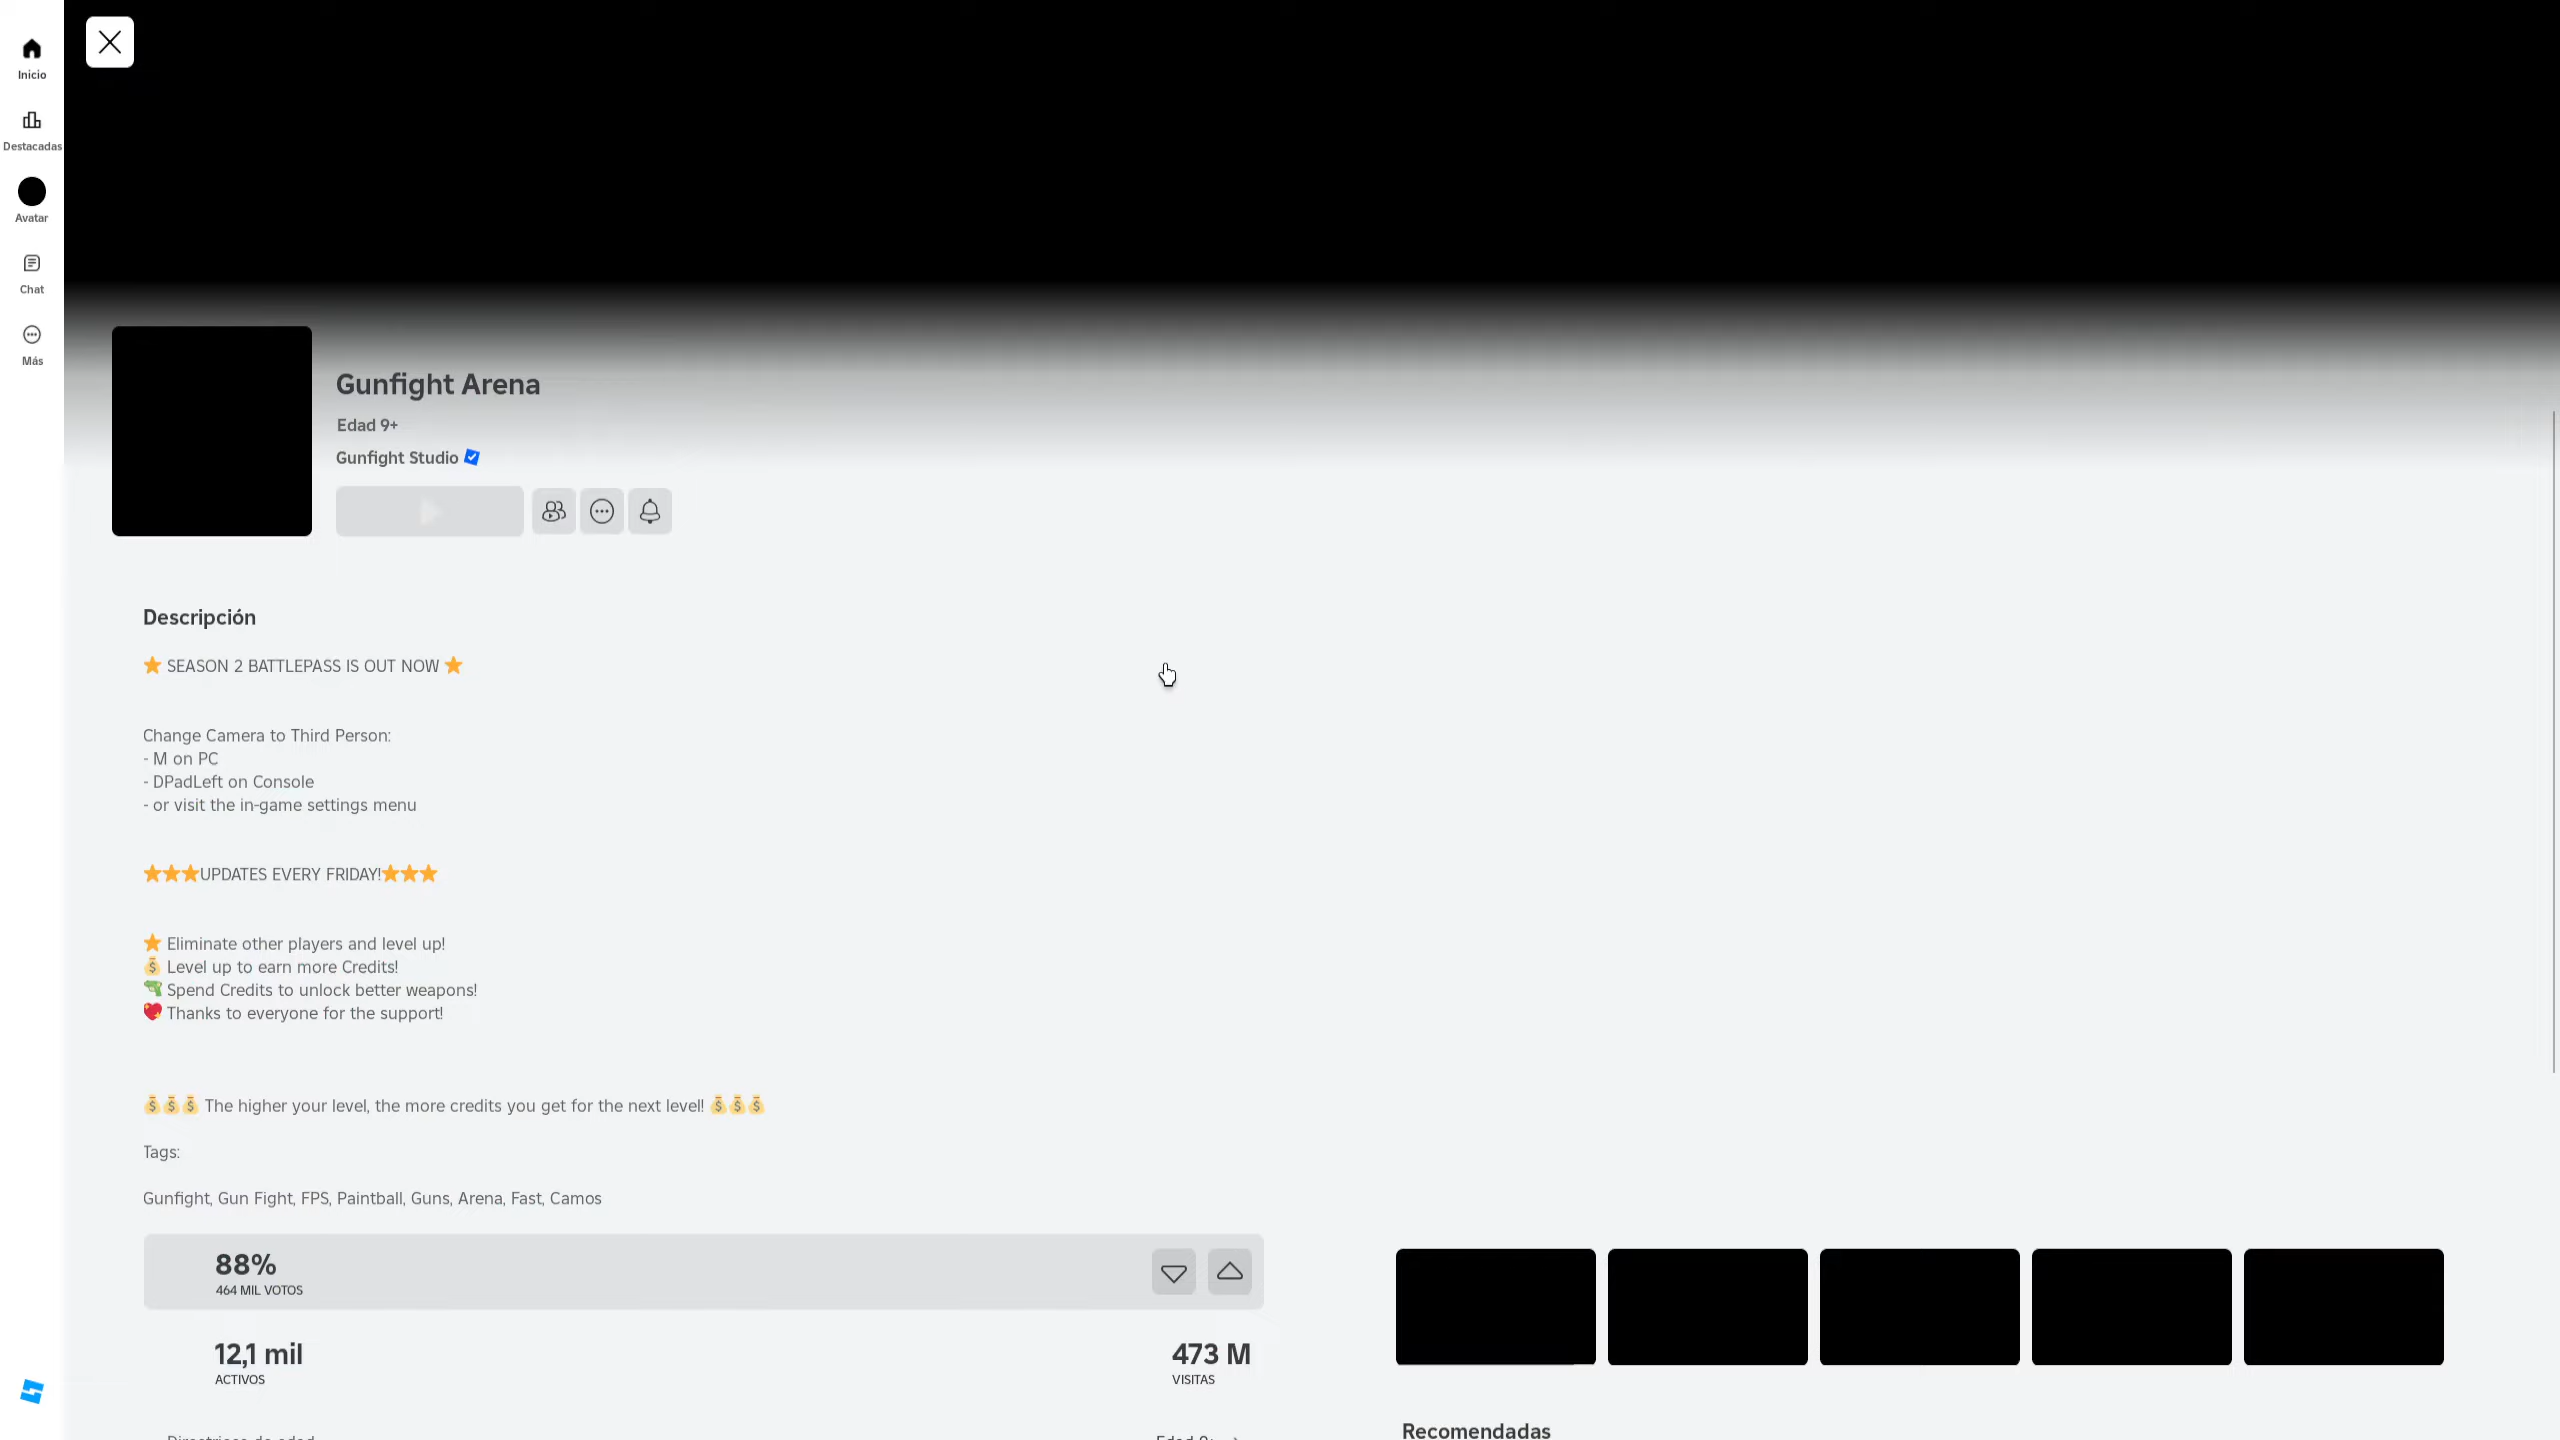 Inicio
Destacadas
Avatar
Chat
Más
Gunfight Arena
Edad 9+
Gunfight Studio
Descripción
⭐ SEASON 2 BATTLEPASS IS OUT NOW ⭐
Change Camera to Third Person:
- M on PC
- DPadLeft on Console
- or visit the in-game settings menu
⭐⭐⭐UPDATES EVERY FRIDAY!⭐⭐⭐
⭐ Eliminate other players and level up!
💰 Level up to earn more Credits!
🔫 Spend Credits to unlock better weapons!
💖 Thanks to everyone for the support!
💰💰💰 The higher your level, the more credits you get for the next level! 💰💰💰
Tags:
Gunfight, Gun Fight, FPS, Paintball, Guns, Arena, Fast, Camos
88%
464 MIL VOTOS
12,1 mil
ACTIVOS
473 M
VISITAS
Recomendadas